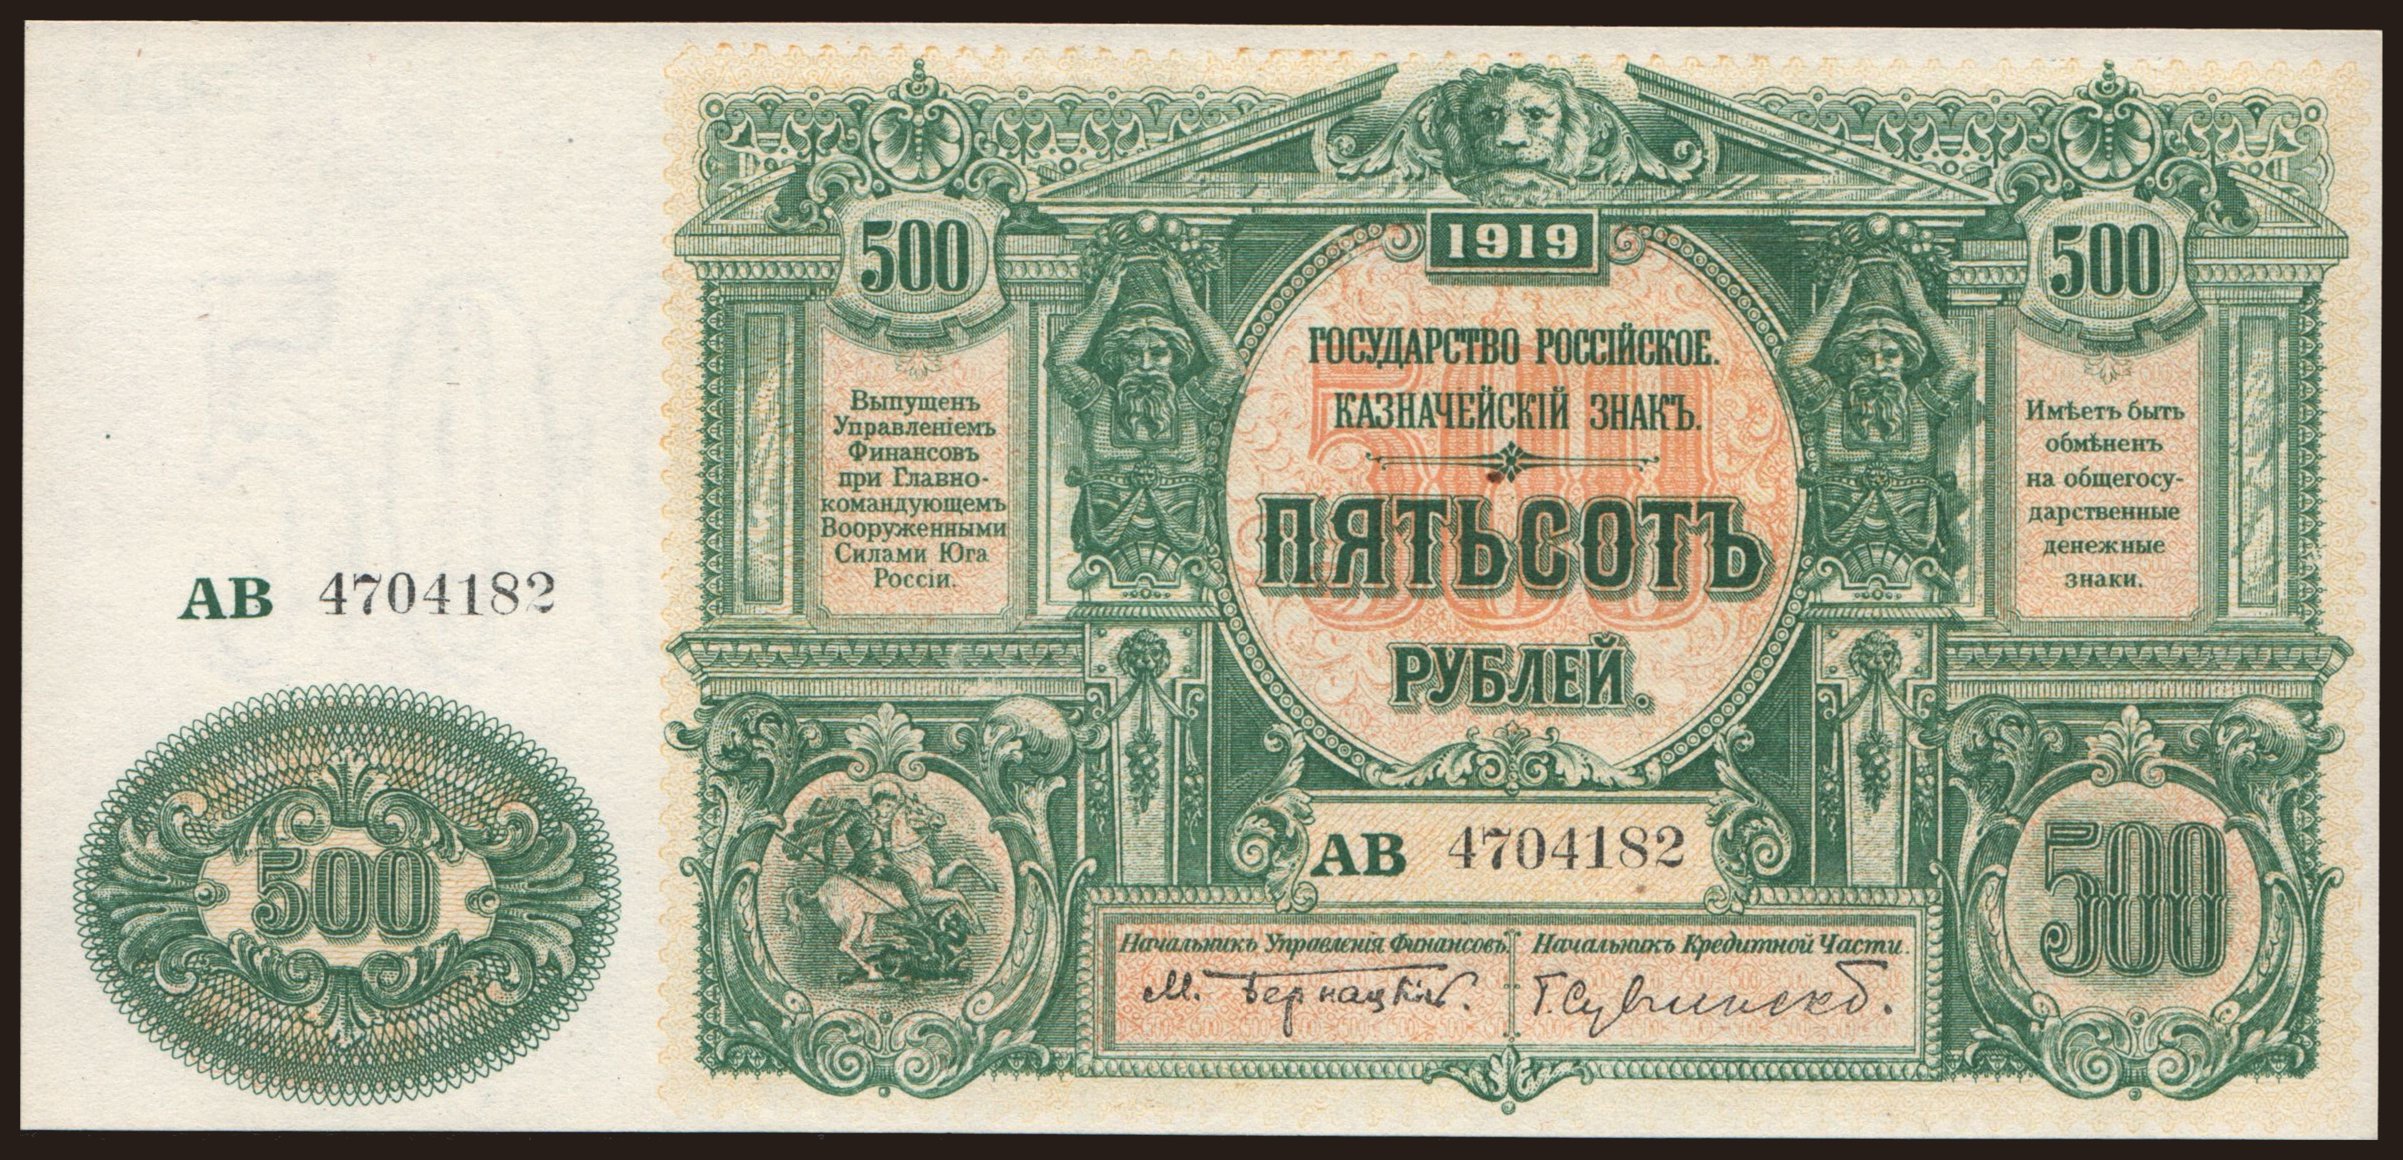 500
500
1919
ГОСУДАРСТВО РОССІЙСКОЕ.
КАЗНАЧЕЙСКІЙ ЗНАКЪ.
500
ПЯТЬСОТЪ
РУБЛЕЙ.
Выпущенъ
Управленіемъ
Финансовъ
при Главно-
командующемъ
Вооруженными
Силами Юга
Россіи.
Имѣетъ быть
обмѣненъ
на общегосу-
дарственные
денежные
знаки.
АВ 4704182
500
АВ 4704182
500
Начальникъ Управленія Финансовъ.
М. Бернацкій.
Начальникъ Кредитной Части.